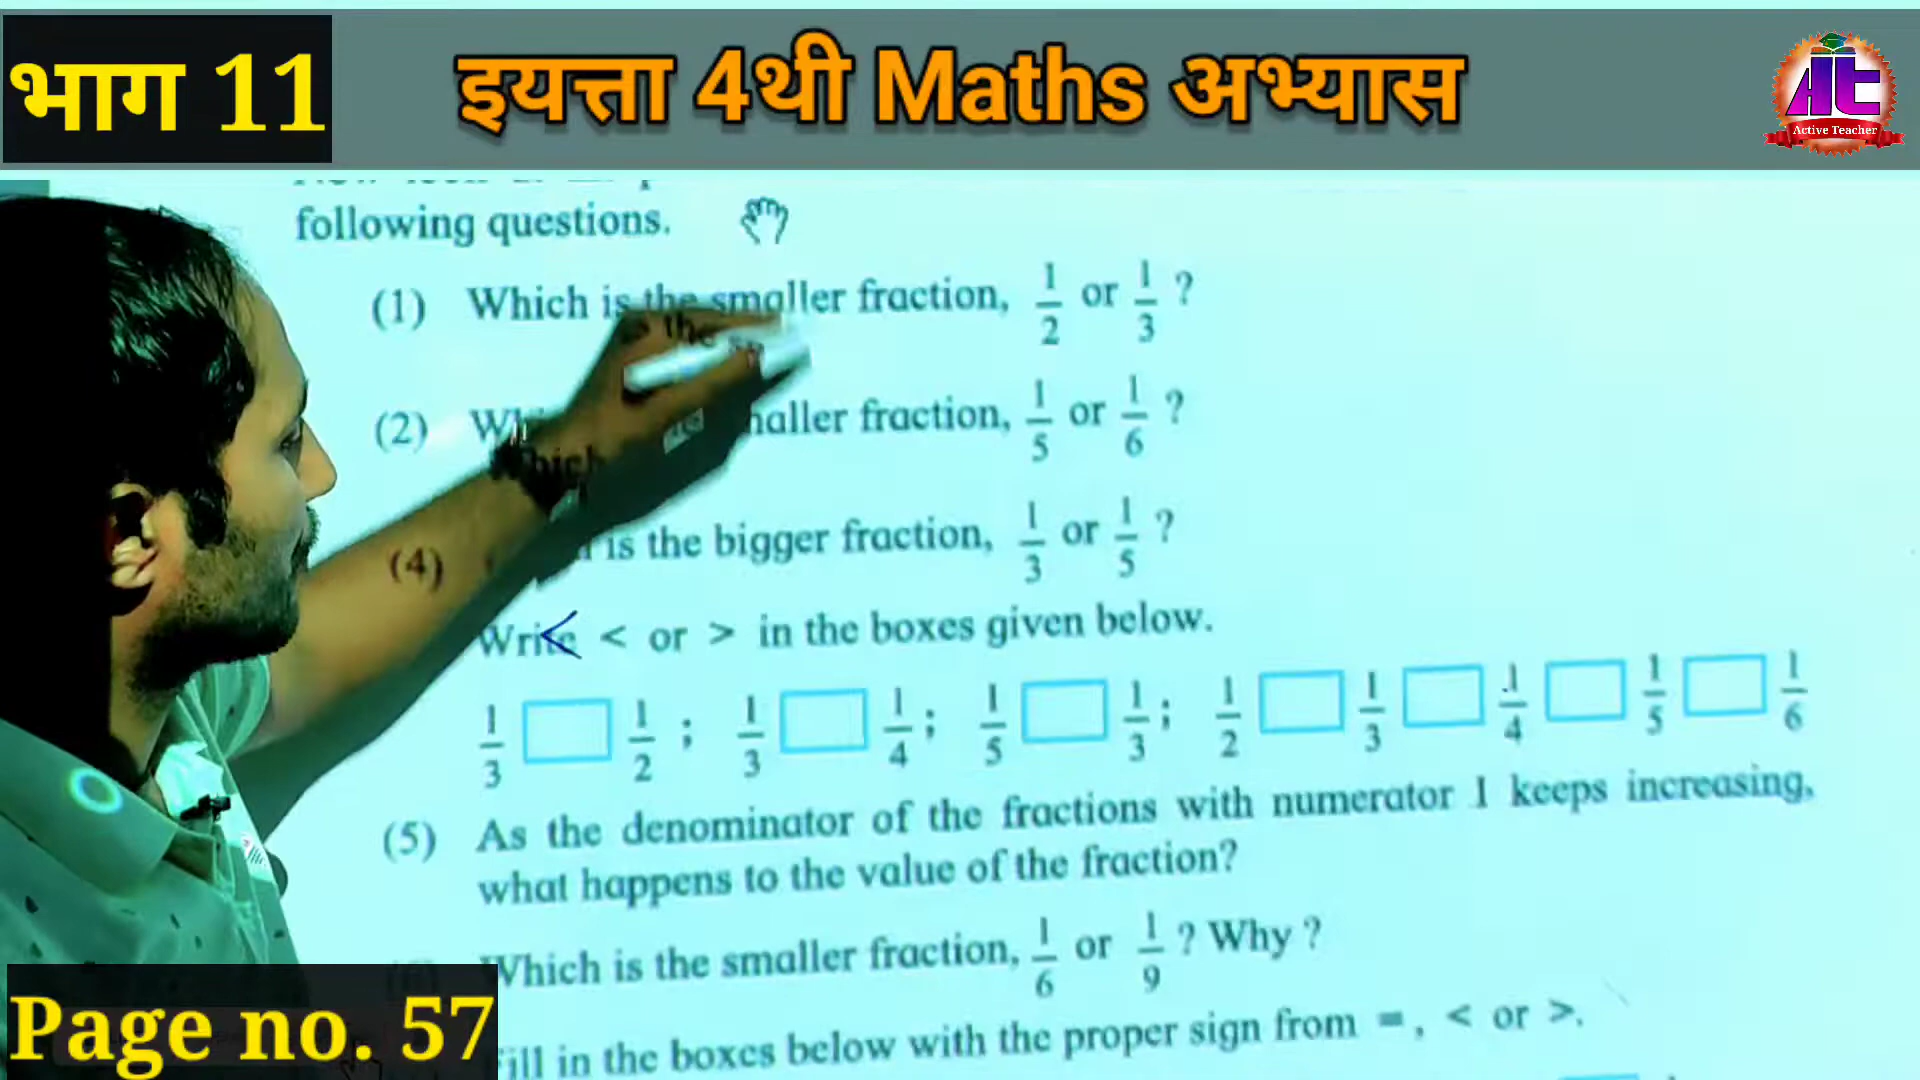 भाग 11
इयत्ता 4थी Maths अभ्यास
Active Teacher
following questions.
(1) Which is the smaller fraction, 1/2 or 1/3 ?
(2) smaller fraction, 1/5 or 1/6 ?
is the bigger fraction, 1/3 or 1/5 ?
(4) Write < or > in the boxes given below.
1/3 □ 1/2 ; 1/3 □ 1/4 ; 1/5 □ 1/3 ; 1/2 □ 1/3 □ 1/4 □ 1/5 □ 1/6
(5) As the denominator of the fractions with numerator 1 keeps increasing,
what happens to the value of the fraction?
Which is the smaller fraction, 1/6 or 1/9 ? Why ?
in the boxes below with the proper sign from = , < or >.
Page no. 57